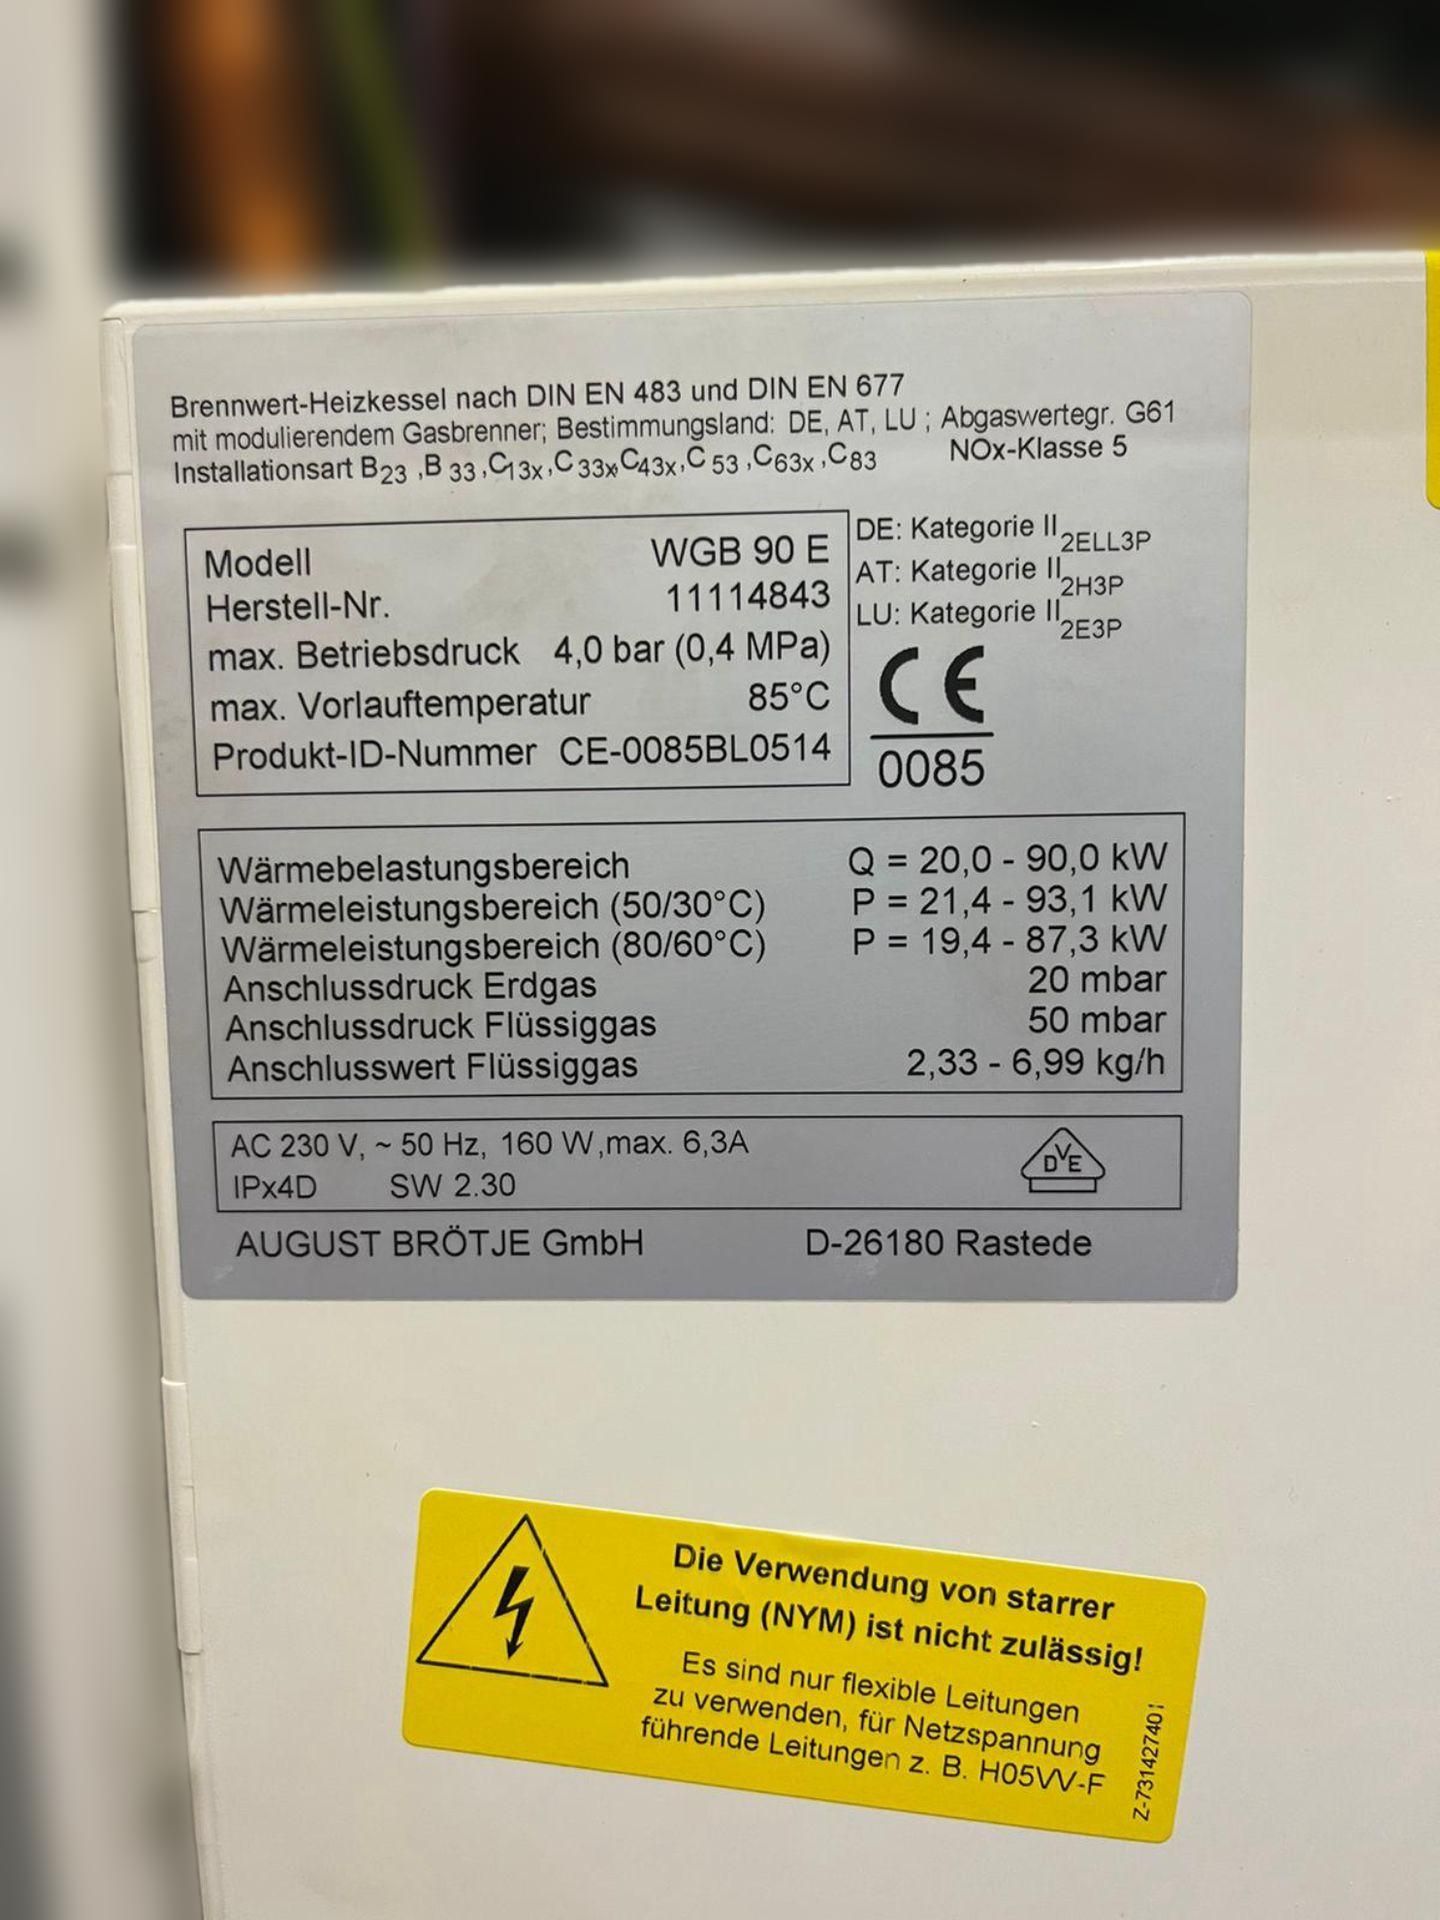 Brennwert-Heizkessel nach DIN EN 483 und DIN EN 677
mit modulierendem Gasbrenner; Bestimmungsland: DE, AT, LU ; Abgaswertegr. G61
Installationsart B23 ,B 33 ,C13x ,C 33x,C43x ,C 53 ,C63x ,C83 NOx-Klasse 5
Modell WGB 90 E
Herstell-Nr. 11114843
max. Betriebsdruck 4,0 bar (0,4 MPa)
max. Vorlauftemperatur 85°C
Produkt-ID-Nummer CE-0085BL0514
DE: Kategorie II2ELL3P
AT: Kategorie II2H3P
LU: Kategorie II2E3P
CE
0085
Wärmebelastungsbereich Q = 20,0 - 90,0 kW
Wärmeleistungsbereich (50/30°C) P = 21,4 - 93,1 kW
Wärmeleistungsbereich (80/60°C) P = 19,4 - 87,3 kW
Anschlussdruck Erdgas 20 mbar
Anschlussdruck Flüssiggas 50 mbar
Anschlusswert Flüssiggas 2,33 - 6,99 kg/h
AC 230 V, ~ 50 Hz, 160 W,max. 6,3A
IPx4D SW 2.30
DVE
AUGUST BRÖTJE GmbH D-26180 Rastede
Die Verwendung von starrer
Leitung (NYM) ist nicht zulässig!
Es sind nur flexible Leitungen
zu verwenden, für Netzspannung
führende Leitungen z. B. H05VV-F
Z-73142740